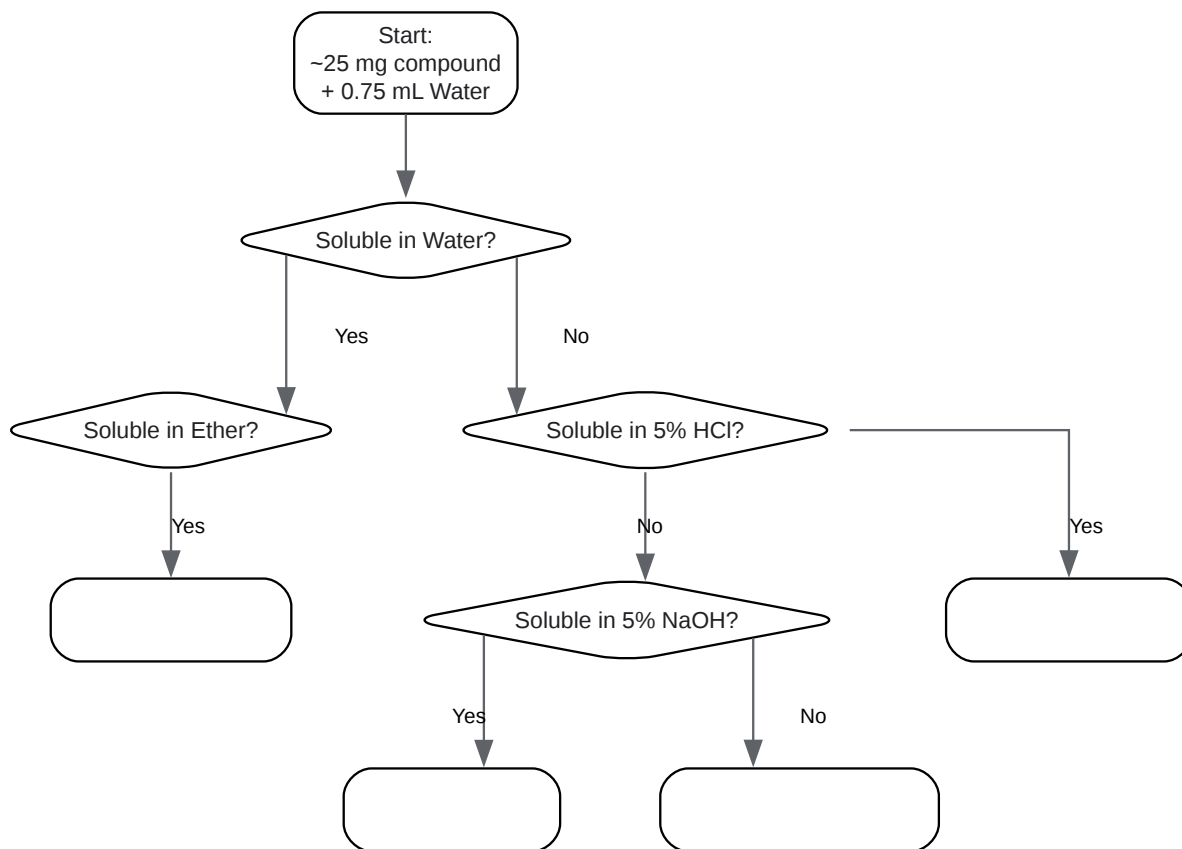 Start:
~25 mg compound
+ 0.75 mL Water
Soluble in Water?
Yes
No
Soluble in Ether?
Soluble in 5% HCl?
Yes
No
Yes
Soluble in 5% NaOH?
Yes
No